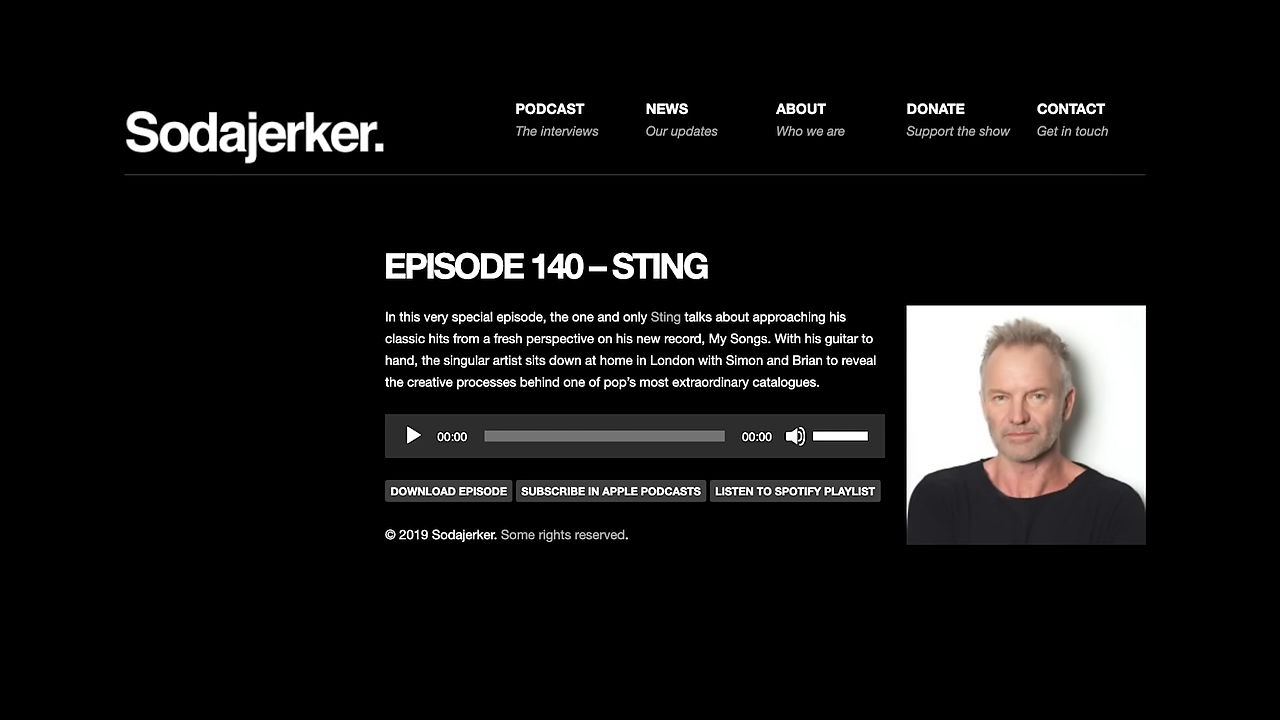 Sodajerker.
PODCAST
The interviews
NEWS
Our updates
ABOUT
Who we are
DONATE
Support the show
CONTACT
Get in touch
EPISODE 140 – STING
In this very special episode, the one and only Sting talks about approaching his
classic hits from a fresh perspective on his new record, My Songs. With his guitar to
hand, the singular artist sits down at home in London with Simon and Brian to reveal
the creative processes behind one of pop's most extraordinary catalogues.
00:00 00:00
DOWNLOAD EPISODE SUBSCRIBE IN APPLE PODCASTS LISTEN TO SPOTIFY PLAYLIST
© 2019 Sodajerker. Some rights reserved.